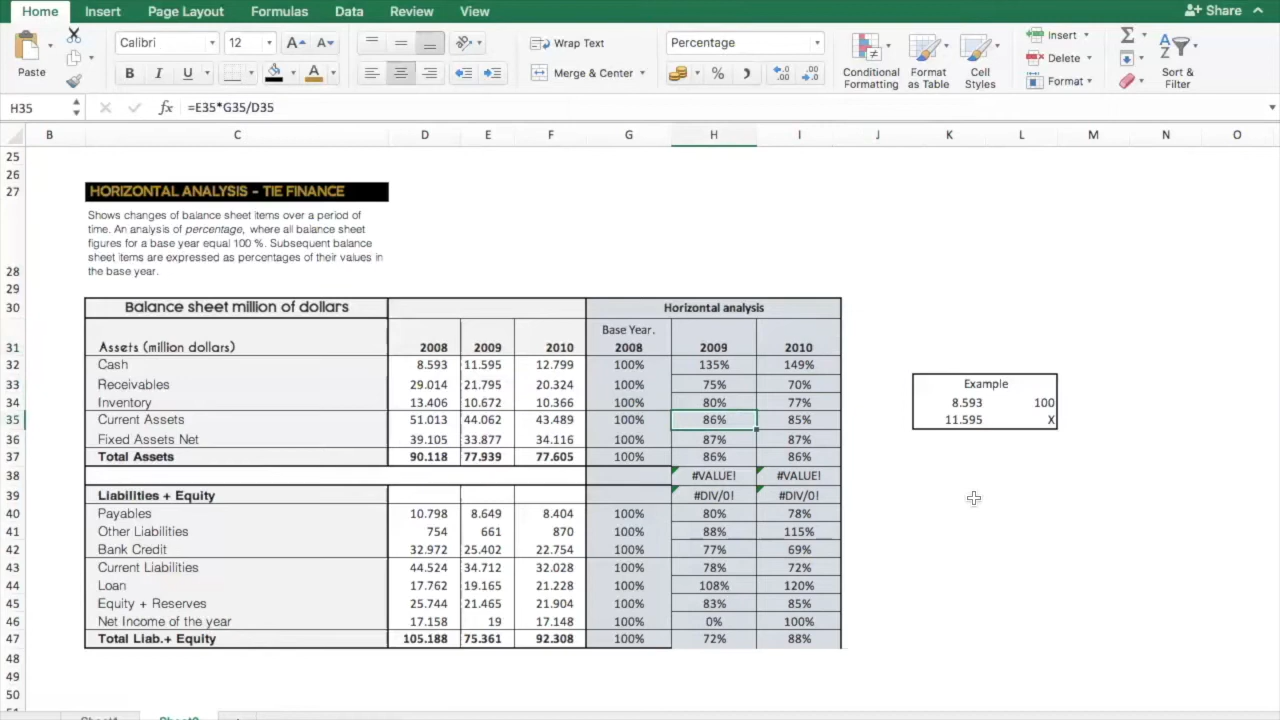 Home Insert Page Layout Formulas Data Review View Share
Calibri 12 Wrap Text Percentage Insert
Paste B I U Merge & Center % Conditional Formatting Format as Table Cell Styles Delete Format Sort & Filter
H35 fx =E35*G35/D35
B C D E F G H I J K L M N O
25
26
27 HORIZONTAL ANALYSIS - TIE FINANCE
Shows changes of balance sheet items over a period of
time. An analysis of percentage, where all balance sheet
figures for a base year equal 100 %. Subsequent balance
sheet items are expressed as percentages of their values in
28 the base year.
29
30 Balance sheet million of dollars Horizontal analysis
Base Year.
31 Assets (million dollars) 2008 2009 2010 2008 2009 2010
32 Cash 8.593 11.595 12.799 100% 135% 149%
33 Receivables 29.014 21.795 20.324 100% 75% 70% Example
34 Inventory 13.406 10.672 10.366 100% 80% 77% 8.593 100
35 Current Assets 51.013 44.062 43.489 100% 86% 85% 11.595 X
36 Fixed Assets Net 39.105 33.877 34.116 100% 87% 87%
37 Total Assets 90.118 77.939 77.605 100% 86% 86%
38 #VALUE! #VALUE!
39 Liabilities + Equity #DIV/0! #DIV/0!
40 Payables 10.798 8.649 8.404 100% 80% 78%
41 Other Liabilities 754 661 870 100% 88% 115%
42 Bank Credit 32.972 25.402 22.754 100% 77% 69%
43 Current Liabilities 44.524 34.712 32.028 100% 78% 72%
44 Loan 17.762 19.165 21.228 100% 108% 120%
45 Equity + Reserves 25.744 21.465 21.904 100% 83% 85%
46 Net Income of the year 17.158 19 17.148 100% 0% 100%
47 Total Liab.+ Equity 105.188 75.361 92.308 100% 72% 88%
48
49
50